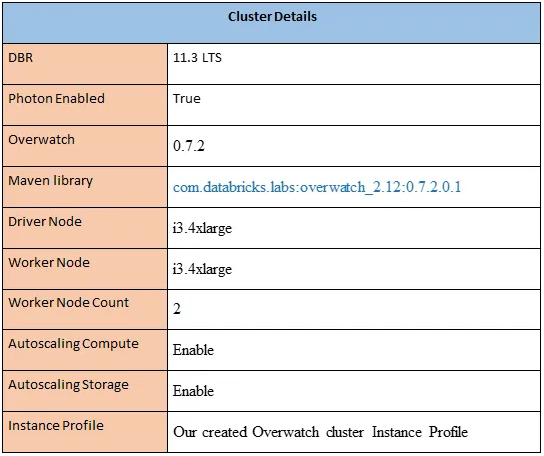 Cluster Details
DBR 11.3 LTS
Photon Enabled True
Overwatch 0.7.2
Maven library com.databricks.labs:overwatch_2.12:0.7.2.0.1
Driver Node i3.4xlarge
Worker Node i3.4xlarge
Worker Node Count 2
Autoscaling Compute Enable
Autoscaling Storage Enable
Instance Profile Our created Overwatch cluster Instance Profile